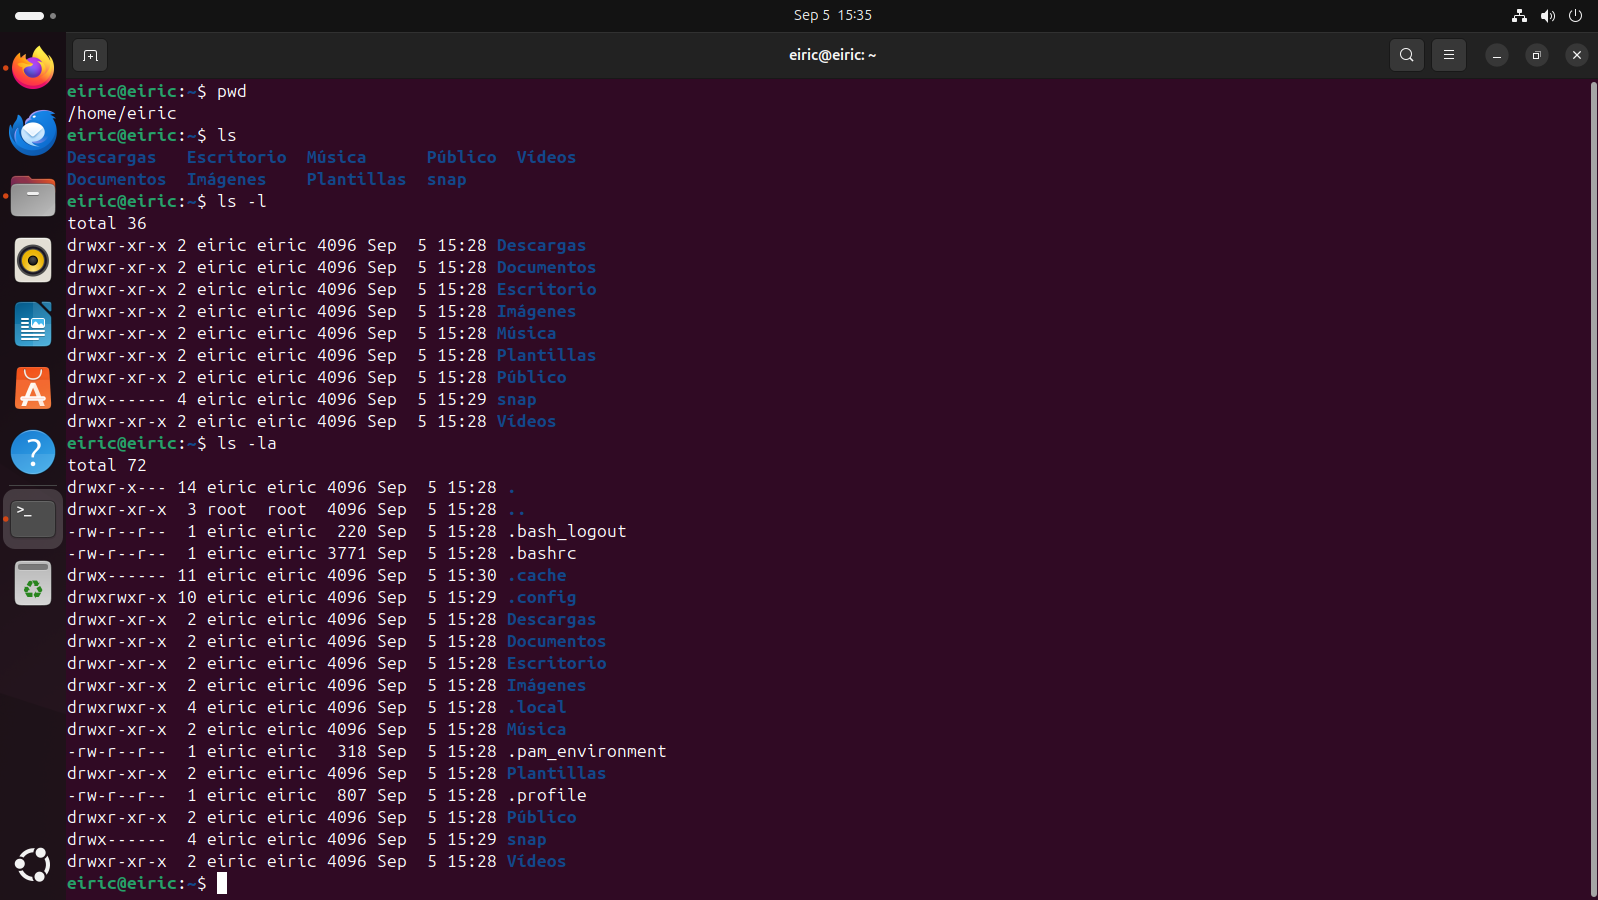 Sep 5  15:35
eiric@eiric: ~
eiric@eiric:~$ pwd
/home/eiric
eiric@eiric:~$ ls
Descargas   Escritorio  Música      Público  Vídeos
Documentos  Imágenes    Plantillas  snap
eiric@eiric:~$ ls -l
total 36
drwxr-xr-x 2 eiric eiric 4096 Sep  5 15:28 Descargas
drwxr-xr-x 2 eiric eiric 4096 Sep  5 15:28 Documentos
drwxr-xr-x 2 eiric eiric 4096 Sep  5 15:28 Escritorio
drwxr-xr-x 2 eiric eiric 4096 Sep  5 15:28 Imágenes
drwxr-xr-x 2 eiric eiric 4096 Sep  5 15:28 Música
drwxr-xr-x 2 eiric eiric 4096 Sep  5 15:28 Plantillas
drwxr-xr-x 2 eiric eiric 4096 Sep  5 15:28 Público
drwx------ 4 eiric eiric 4096 Sep  5 15:29 snap
drwxr-xr-x 2 eiric eiric 4096 Sep  5 15:28 Vídeos
eiric@eiric:~$ ls -la
total 72
drwxr-x--- 14 eiric eiric 4096 Sep  5 15:28 .
drwxr-xr-x  3 root  root  4096 Sep  5 15:28 ..
-rw-r--r--  1 eiric eiric  220 Sep  5 15:28 .bash_logout
-rw-r--r--  1 eiric eiric 3771 Sep  5 15:28 .bashrc
drwx------ 11 eiric eiric 4096 Sep  5 15:30 .cache
drwxrwxr-x 10 eiric eiric 4096 Sep  5 15:29 .config
drwxr-xr-x  2 eiric eiric 4096 Sep  5 15:28 Descargas
drwxr-xr-x  2 eiric eiric 4096 Sep  5 15:28 Documentos
drwxr-xr-x  2 eiric eiric 4096 Sep  5 15:28 Escritorio
drwxr-xr-x  2 eiric eiric 4096 Sep  5 15:28 Imágenes
drwxrwxr-x  4 eiric eiric 4096 Sep  5 15:28 .local
drwxr-xr-x  2 eiric eiric 4096 Sep  5 15:28 Música
-rw-r--r--  1 eiric eiric  318 Sep  5 15:28 .pam_environment
drwxr-xr-x  2 eiric eiric 4096 Sep  5 15:28 Plantillas
-rw-r--r--  1 eiric eiric  807 Sep  5 15:28 .profile
drwxr-xr-x  2 eiric eiric 4096 Sep  5 15:28 Público
drwx------  4 eiric eiric 4096 Sep  5 15:29 snap
drwxr-xr-x  2 eiric eiric 4096 Sep  5 15:28 Vídeos
eiric@eiric:~$